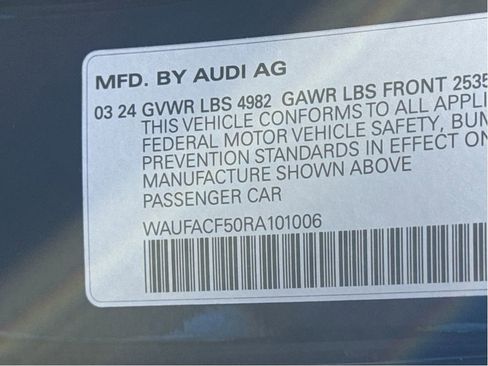 MFD. BY AUDI AG
03 24 GVWR LBS 4982 GAWR LBS FRONT 2535
THIS VEHICLE CONFORMS TO ALL APPLI
FEDERAL MOTOR VEHICLE SAFETY, BUM
PREVENTION STANDARDS IN EFFECT ON
MANUFACTURE SHOWN ABOVE
PASSENGER CAR
WAUFACF50RA101006